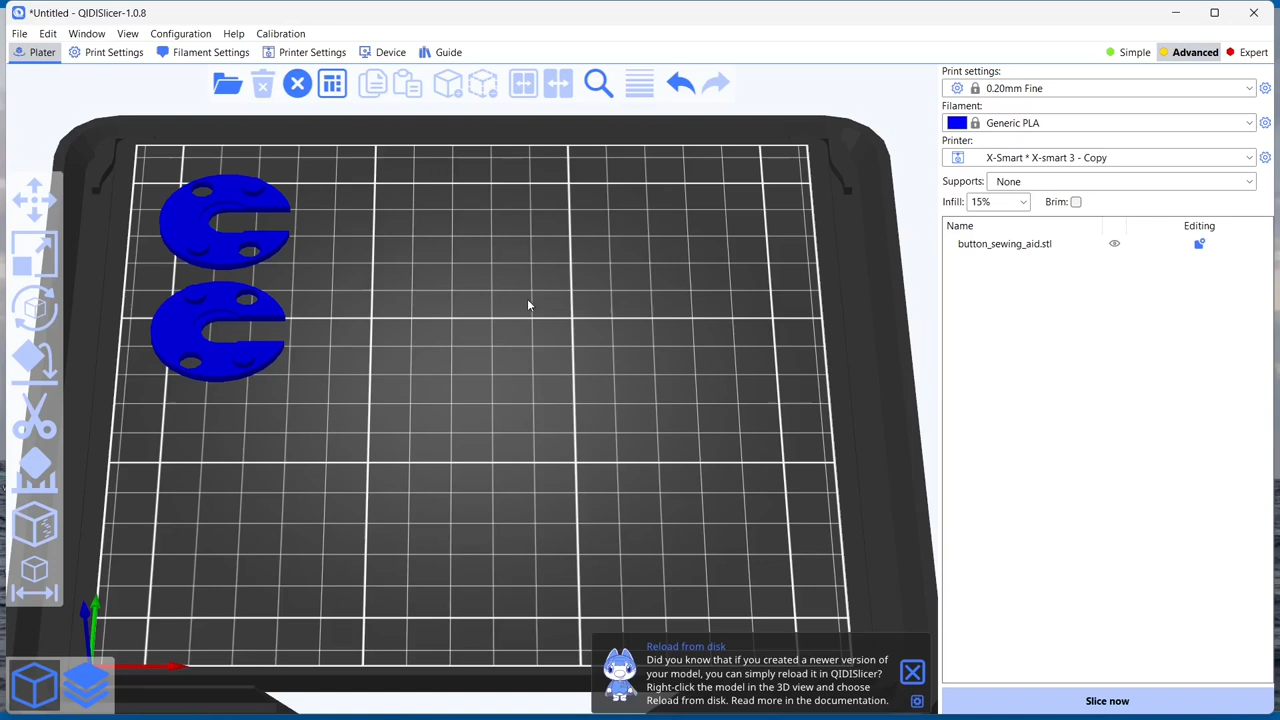 *Untitled - QIDISlicer-1.0.8
File Edit Window View Configuration Help Calibration
Plater Print Settings Filament Settings Printer Settings Device Guide
Simple Advanced Expert
Print settings:
0.20mm Fine
Filament:
Generic PLA
Printer:
X-Smart * X-smart 3 - Copy
Supports: None
Infill: 15% Brim:
Name Editing
button_sewing_aid.stl
Reload from disk
Did you know that if you created a newer version of
your model, you can simply reload it in QIDISlicer?
Right-click the model in the 3D view and choose
Reload from disk. Read more in the documentation.
Slice now